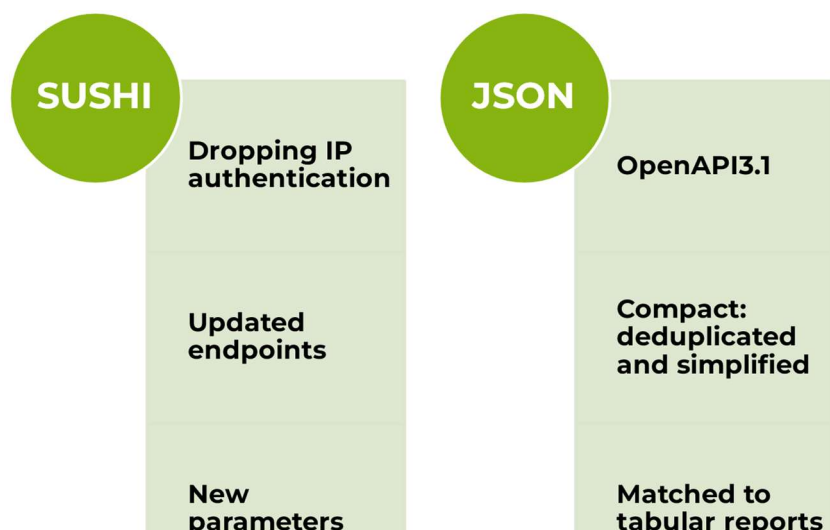 SUSHI
Dropping IP
authentication
Updated
endpoints
New
parameters
JSON
OpenAPI3.1
Compact:
deduplicated
and simplified
Matched to
tabular reports